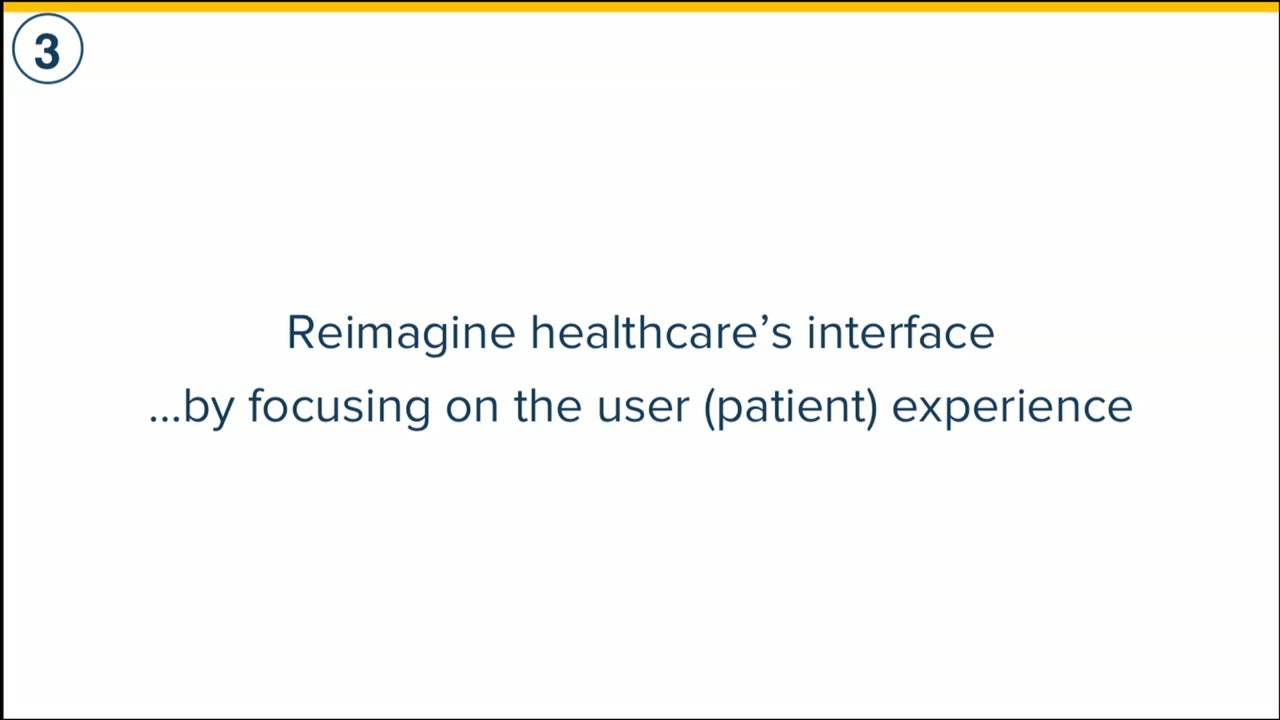 3
Reimagine healthcare’s interface
...by focusing on the user (patient) experience